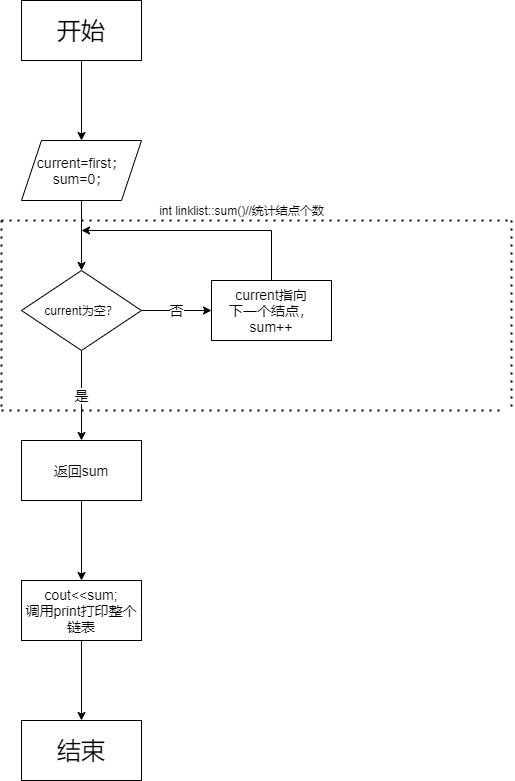 开始
current=first；
sum=0；
int linklist::sum()//统计结点个数
current为空?
否
current指向
下一个结点，
sum++
是
返回sum
cout<<sum;
调用print打印整个
链表
结束